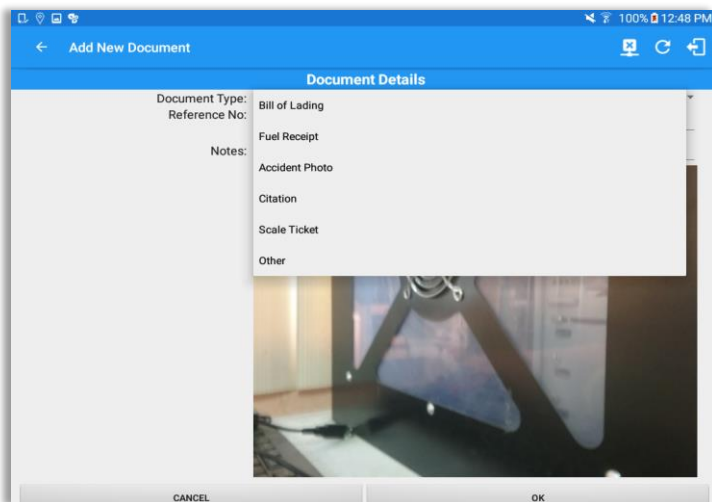 100% 12:48 PM
Add New Document
Document Details
Document Type:
Bill of Lading
Reference No:
Fuel Receipt
Notes:
Accident Photo
Citation
Scale Ticket
Other
CANCEL
OK